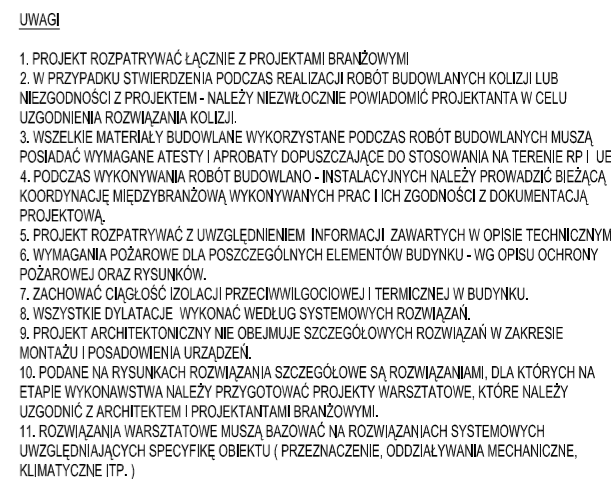 UWAGI
1. PROJEKT ROZPATRYWAĆ ŁĄCZNIE Z PROJEKTAMI BRANŻOWYMI
2. W PRZYPADKU STWIERDZENIA PODCZAS REALIZACJI ROBÓT BUDOWLANYCH KOLIZJI LUB
NIEZGODNOŚCI Z PROJEKTEM - NALEŻY NIEZWŁOCZNIE POWIADOMIĆ PROJEKTANTA W CELU
UZGODNIENIA ROZWIĄZANIA KOLIZJI.
3. WSZELKIE MATERIAŁY BUDOWLANE WYKORZYSTANE PODCZAS ROBÓT BUDOWLANYCH MUSZĄ
POSIADAĆ WYMAGANE ATESTY I APROBATY DOPUSZCZAJĄCE DO STOSOWANIA NA TERENIE RP I UE
4. PODCZAS WYKONYWANIA ROBÓT BUDOWLANO - INSTALACYJNYCH NALEŻY PROWADZIĆ BIEŻĄCĄ
KOORDYNACJĘ MIĘDZYBRANŻOWĄ WYKONYWANYCH PRAC I ICH ZGODNOŚCI Z DOKUMENTACJĄ
PROJEKTOWĄ.
5. PROJEKT ROZPATRYWAĆ Z UWZGLĘDNIENIEM INFORMACJI ZAWARTYCH W OPISIE TECHNICZNYM
6. WYMAGANIA POŻAROWE DLA POSZCZEGÓLNYCH ELEMENTÓW BUDYNKU - WG OPISU OCHRONY
POŻAROWEJ ORAZ RYSUNKÓW.
7. ZACHOWAĆ CIĄGŁOŚĆ IZOLACJI PRZECIWWILGOCIOWEJ I TERMICZNEJ W BUDYNKU.
8. WSZYSTKIE DYLATACJE WYKONAĆ WEDŁUG SYSTEMOWYCH ROZWIĄZAŃ.
9. PROJEKT ARCHITEKTONICZNY NIE OBEJMUJE SZCZEGÓŁOWYCH ROZWIĄZAŃ W ZAKRESIE
MONTAŻU I POSADOWIENIA URZĄDZEŃ.
10. PODANE NA RYSUNKACH ROZWIĄZANIA SZCZEGÓŁOWE SĄ ROZWIĄZANIAMI, DLA KTÓRYCH NA
ETAPIE WYKONAWSTWA NALEŻY PRZYGOTOWAĆ PROJEKTY WARSZTATOWE, KTÓRE NALEŻY
UZGODNIĆ Z ARCHITEKTEM I PROJEKTANTAMI BRANŻOWYMI.
11. ROZWIĄZANIA WARSZTATOWE MUSZĄ BAZOWAĆ NA ROZWIĄZANIACH SYSTEMOWYCH
UWZGLĘDNIAJĄCYCH SPECYFIKĘ OBIEKTU ( PRZEZNACZENIE, ODDZIAŁYWANIA MECHANICZNE,
KLIMATYCZNE ITP. )